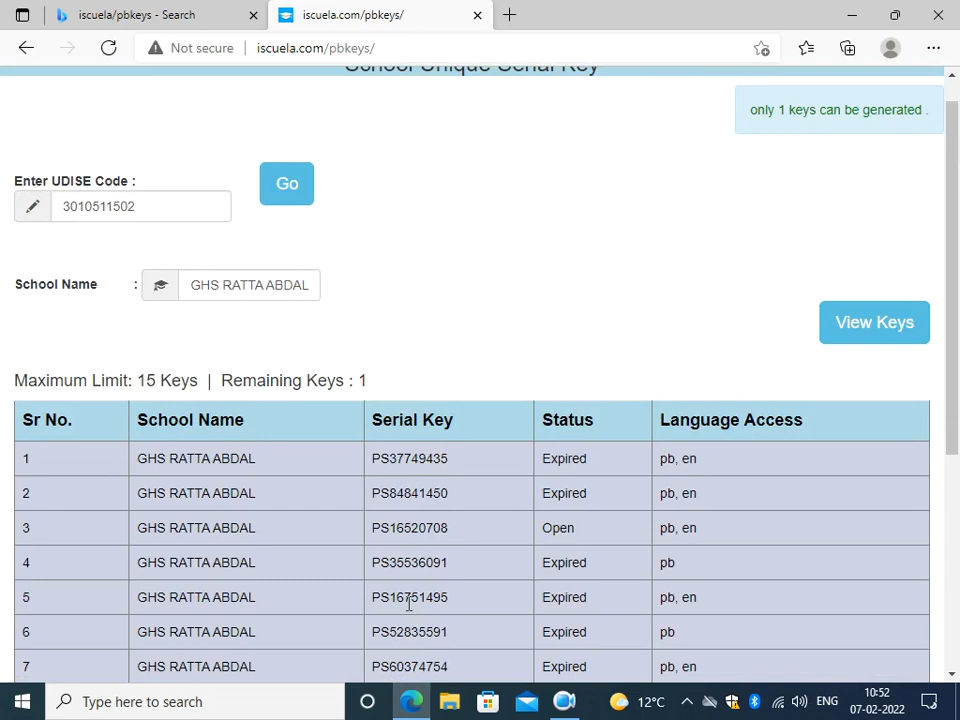 iscuela/pbkeys - Search
iscuela.com/pbkeys/
Not secure
iscuela.com/pbkeys/
School Unique Serial Key
only 1 keys can be generated .
Enter UDISE Code :
Go
3010511502
School Name :
GHS RATTA ABDAL
View Keys
Maximum Limit: 15 Keys | Remaining Keys : 1
Sr No. School Name Serial Key Status Language Access
1 GHS RATTA ABDAL PS37749435 Expired pb, en
2 GHS RATTA ABDAL PS84841450 Expired pb, en
3 GHS RATTA ABDAL PS16520708 Open pb, en
4 GHS RATTA ABDAL PS35536091 Expired pb
5 GHS RATTA ABDAL PS16751495 Expired pb, en
6 GHS RATTA ABDAL PS52835591 Expired pb
7 GHS RATTA ABDAL PS60374754 Expired pb, en
Type here to search
12°C
ENG
10:52
07-02-2022